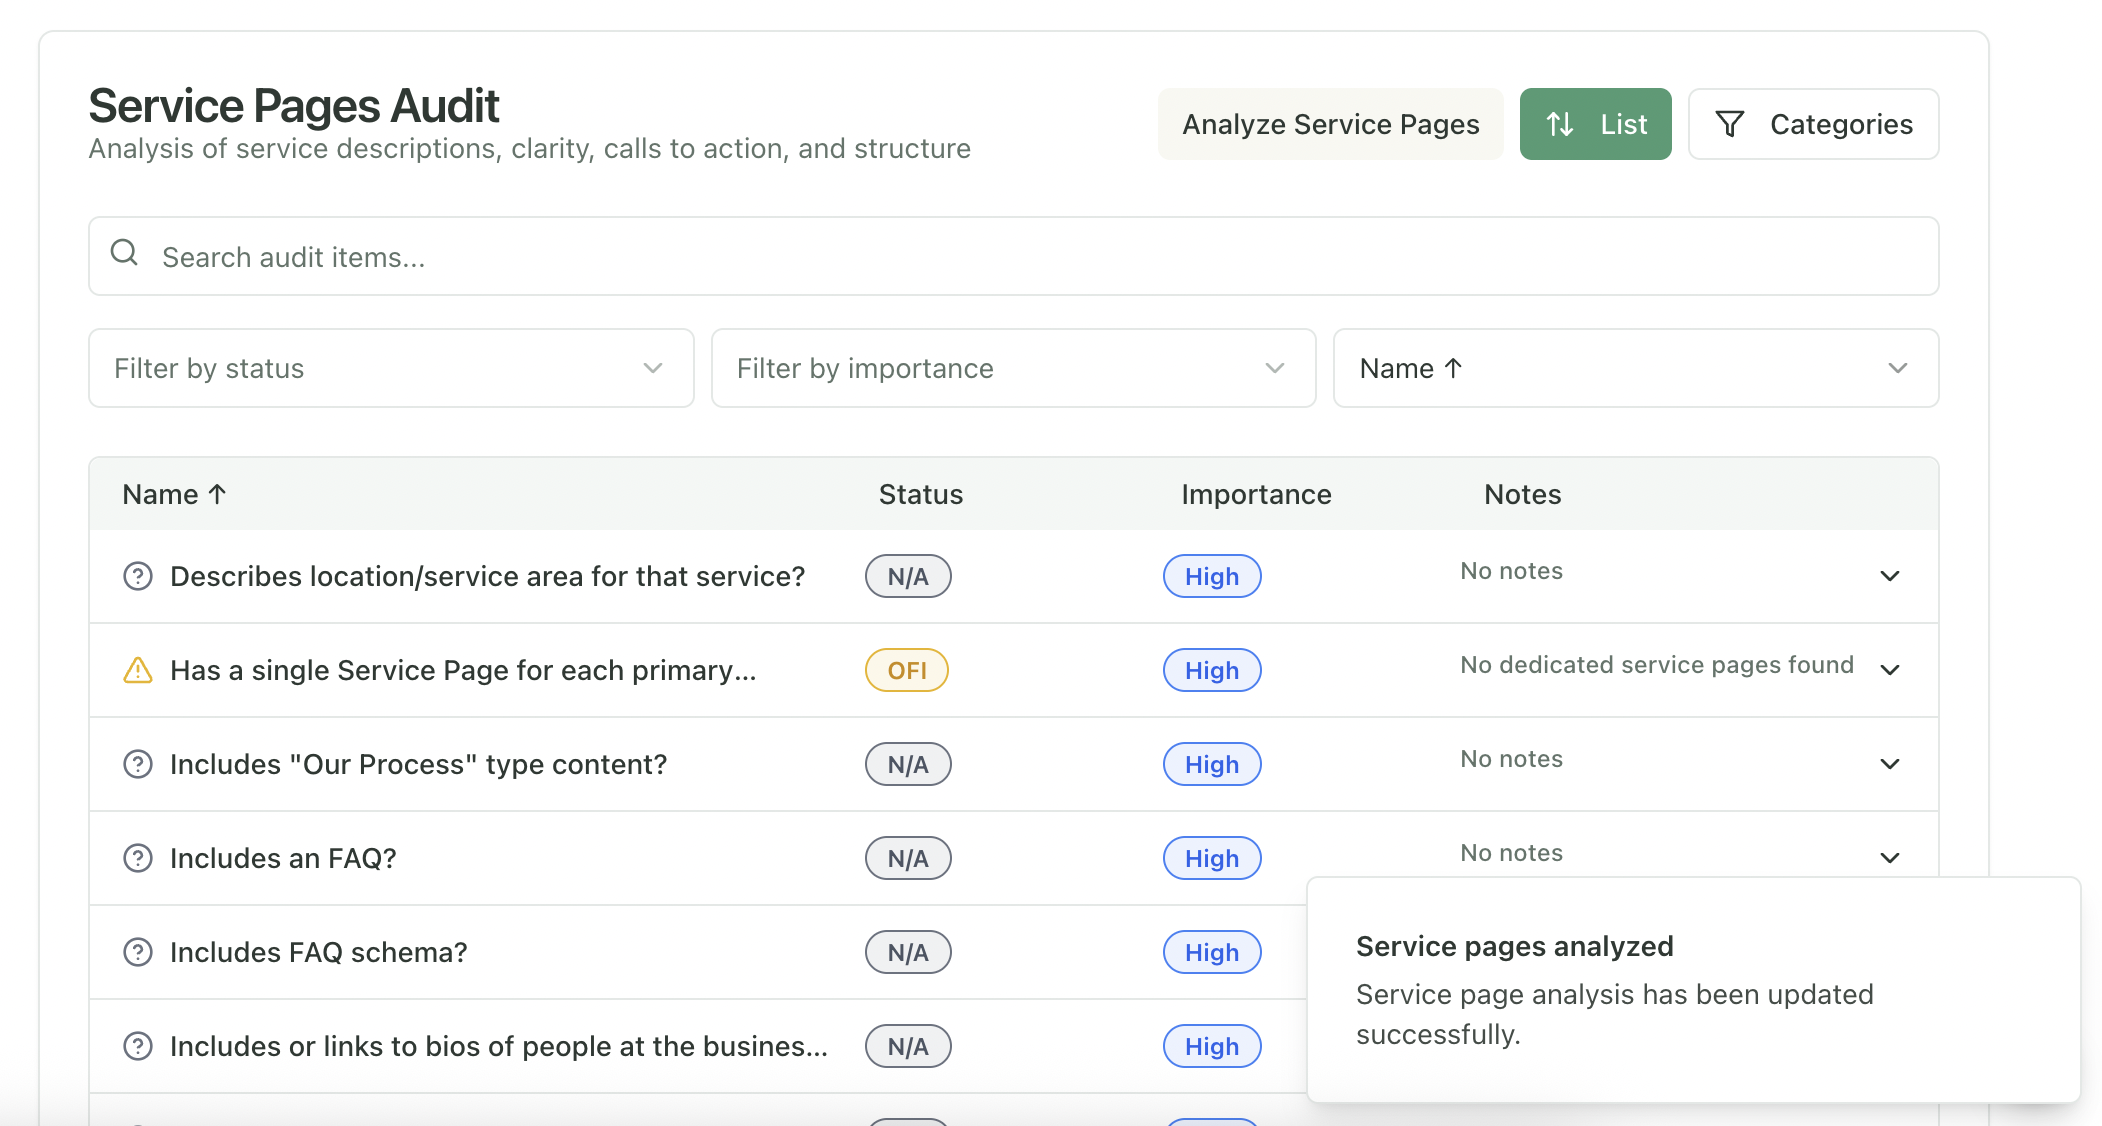 Service Pages Audit
Analysis of service descriptions, clarity, calls to action, and structure
Analyze Service Pages
List
Categories
Search audit items...
Filter by status
Filter by importance
Name ↑
Name ↑ Status Importance Notes
Describes location/service area for that service? N/A High No notes
Has a single Service Page for each primary... OFI High No dedicated service pages found
Includes "Our Process" type content? N/A High No notes
Includes an FAQ? N/A High No notes
Includes FAQ schema? N/A High
Includes or links to bios of people at the busines... N/A High
Service pages analyzed
Service page analysis has been updated
successfully.